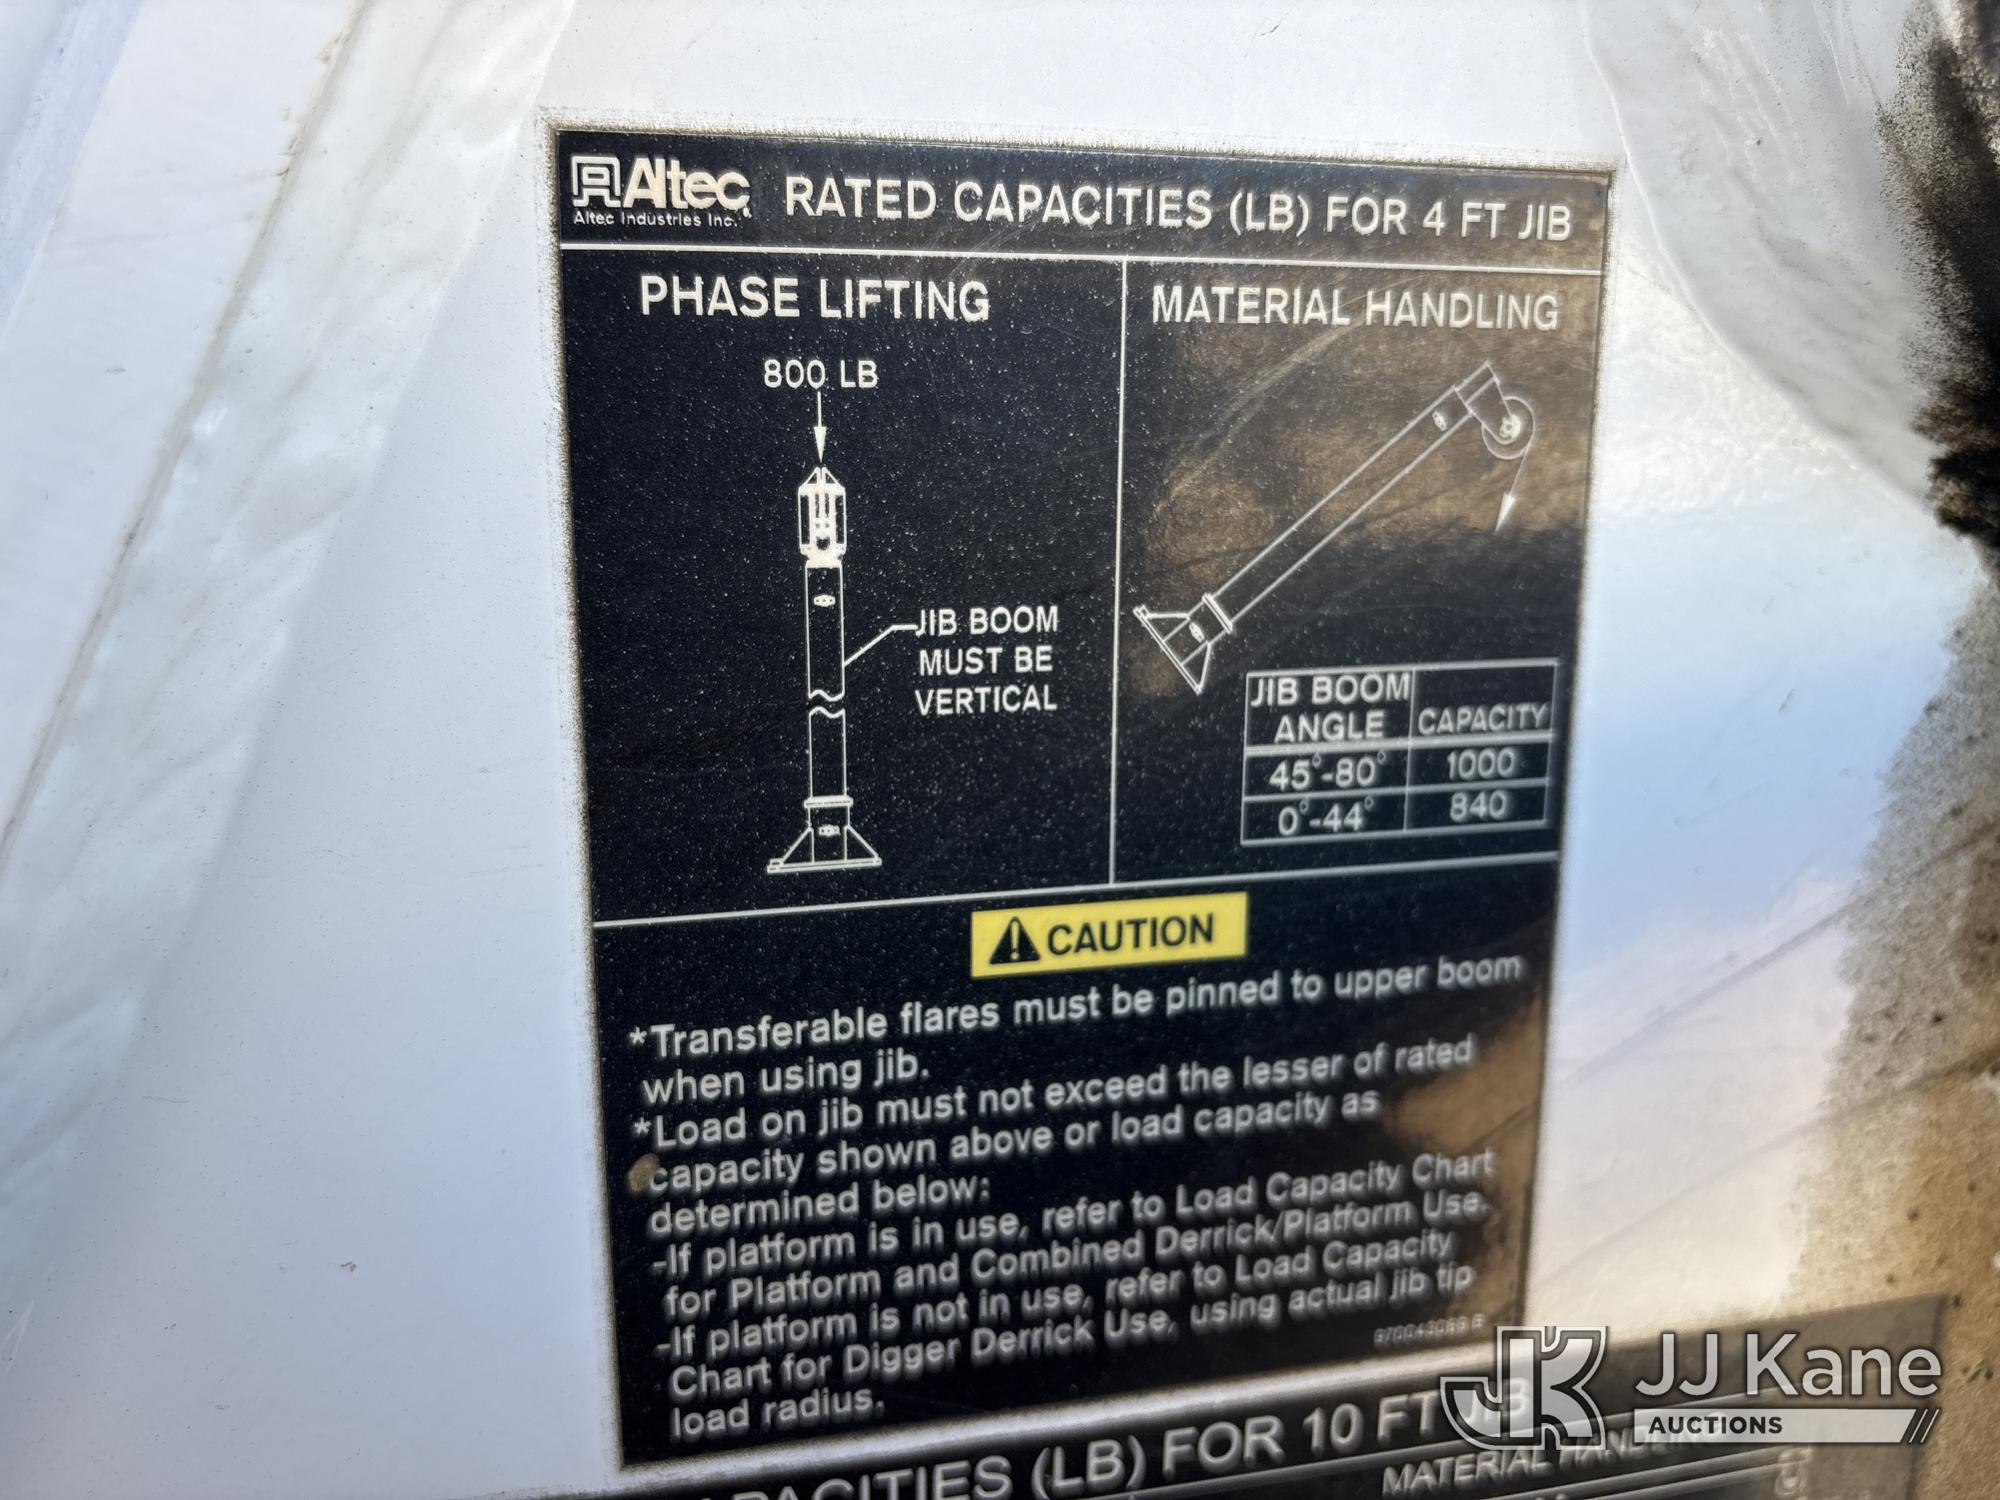 Altec
Altec Industries Inc.
RATED CAPACITIES (LB) FOR 4 FT JIB
PHASE LIFTING
800 LB
JIB BOOM
MUST BE
VERTICAL
MATERIAL HANDLING
JIB BOOM ANGLE CAPACITY
45°-80° 1000
0°-44° 840
CAUTION
*Transferable flares must be pinned to upper boom
when using jib.
*Load on jib must not exceed the lesser of rated
capacity shown above or load capacity as
determined below:
-If platform is in use, refer to Load Capacity Chart
for Platform and Combined Derrick/Platform Use.
-If platform is not in use, refer to Load Capacity
Chart for Digger Derrick Use, using actual jib tip
load radius.
CAPACITIES (LB) FOR 10 FT JIB
MATERIAL HANDLING
JK
JJ Kane
AUCTIONS